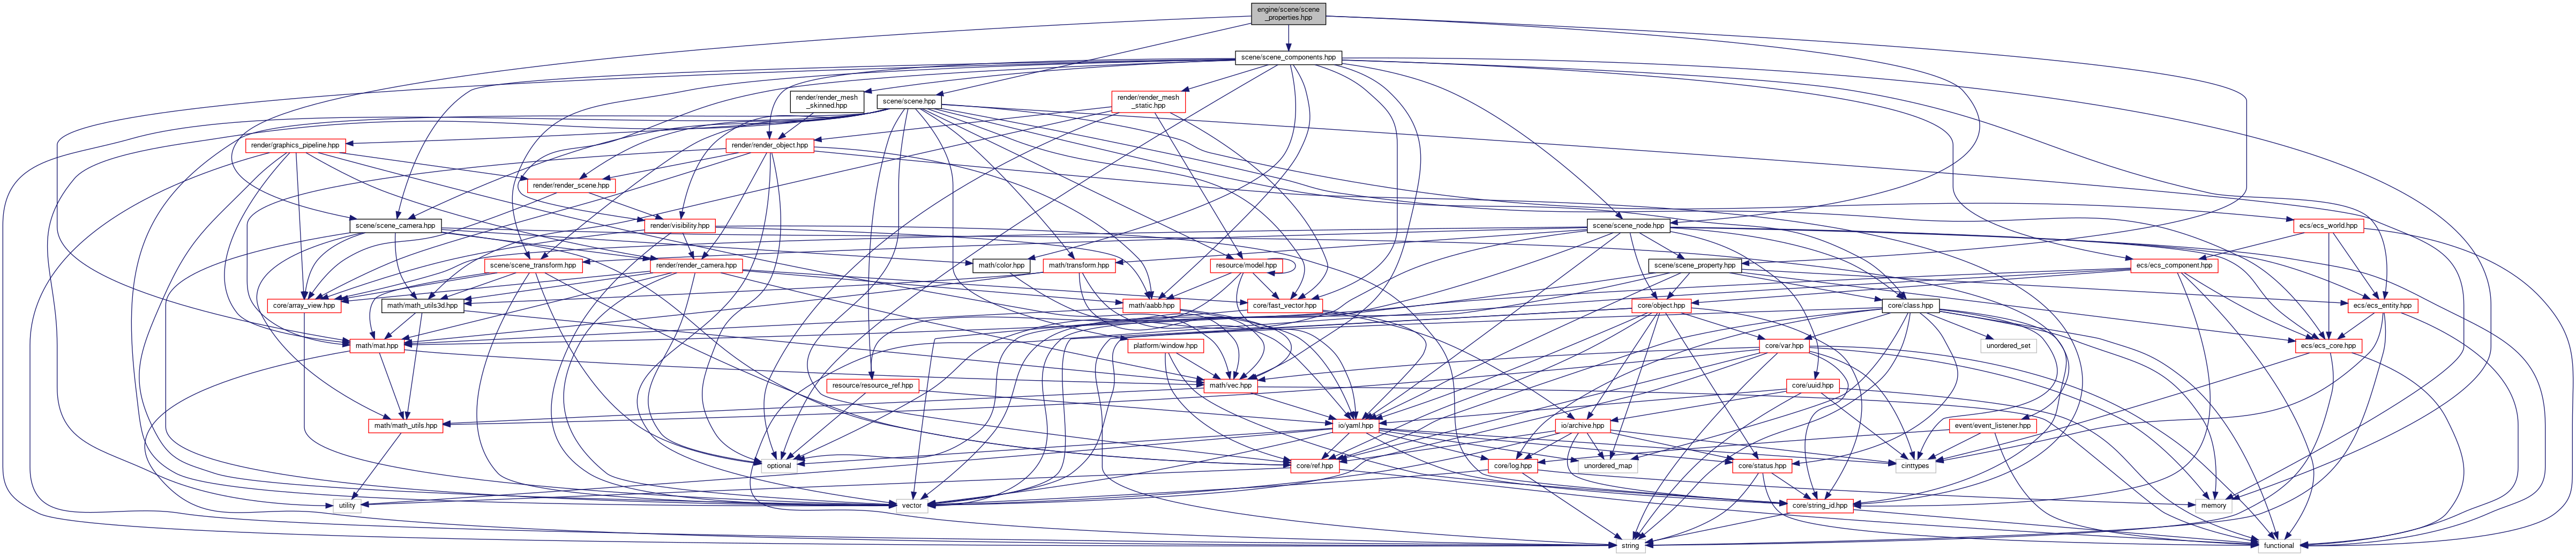 engine/scene/scene
_properties.hpp
scene/scene_components.hpp
render/render_mesh
_skinned.hpp
scene/scene.hpp
render/render_mesh
_static.hpp
render/graphics_pipeline.hpp
render/render_object.hpp
render/render_scene.hpp
scene/scene_camera.hpp
render/visibility.hpp
scene/scene_node.hpp
ecs/ecs_world.hpp
scene/scene_transform.hpp
render/render_camera.hpp
math/color.hpp
math/transform.hpp
resource/model.hpp
scene/scene_property.hpp
ecs/ecs_component.hpp
core/array_view.hpp
math/math_utils3d.hpp
math/aabb.hpp
core/fast_vector.hpp
core/object.hpp
core/class.hpp
ecs/ecs_entity.hpp
math/mat.hpp
platform/window.hpp
core/var.hpp
unordered_set
ecs/ecs_core.hpp
resource/resource_ref.hpp
math/vec.hpp
core/uuid.hpp
math/math_utils.hpp
io/yaml.hpp
io/archive.hpp
event/event_listener.hpp
optional
core/ref.hpp
core/log.hpp
unordered_map
core/status.hpp
cinttypes
utility
vector
core/string_id.hpp
memory
string
functional